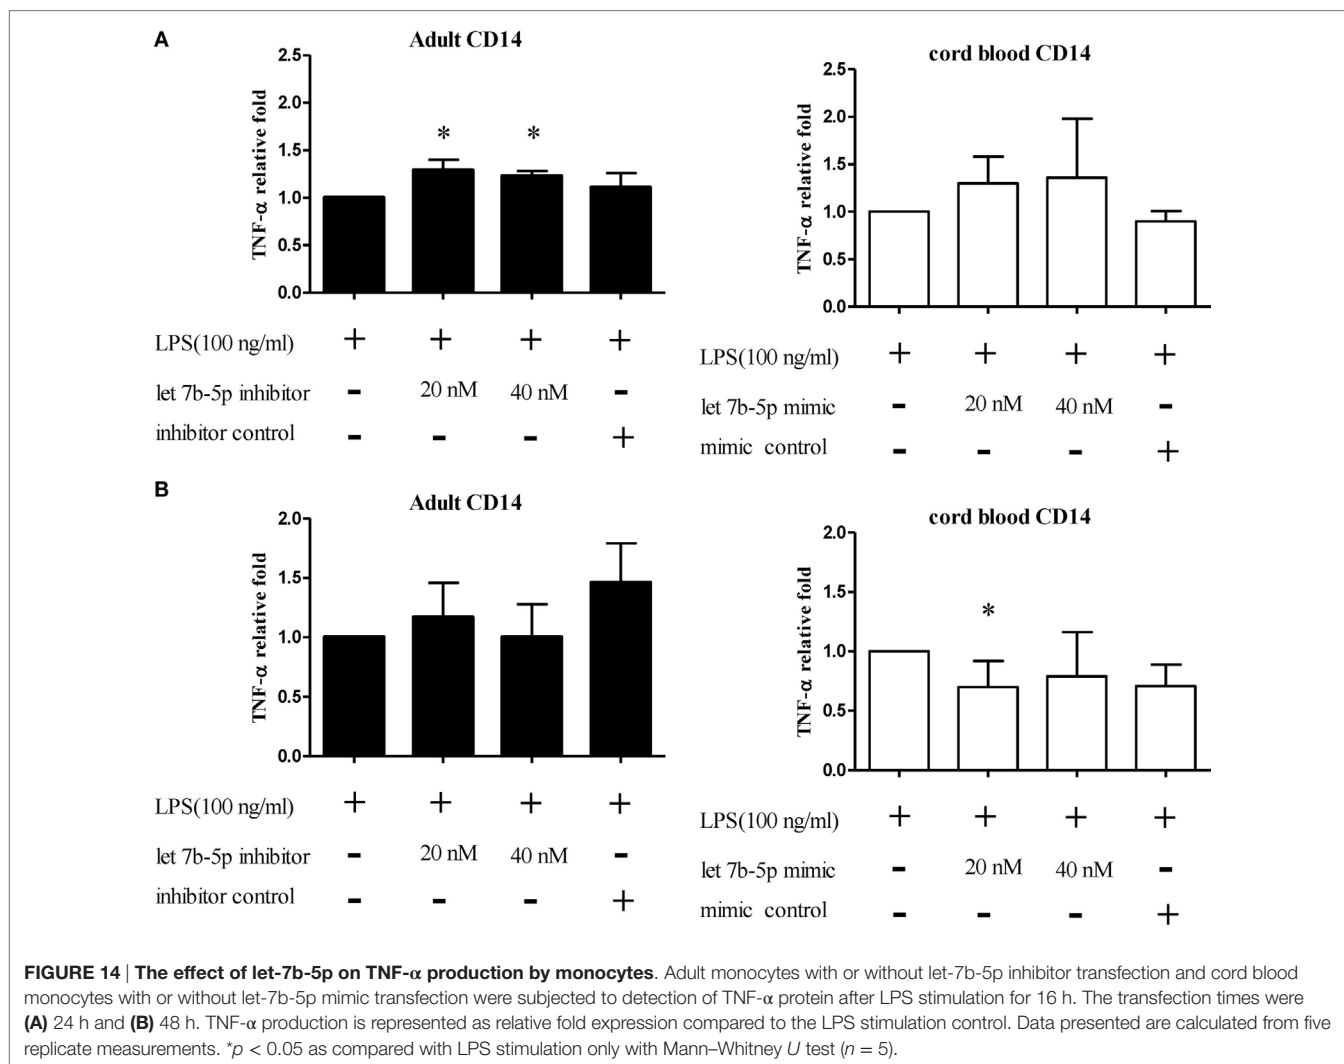 A
Adult CD14
TNF-α relative fold
2.5
2.0
1.5
1.0
0.5
0.0
* *
LPS(100 ng/ml) + + + +
let 7b-5p inhibitor - 20 nM 40 nM -
inhibitor control - - - +
cord blood CD14
TNF-α relative fold
2.5
2.0
1.5
1.0
0.5
0.0
LPS(100 ng/ml) + + + +
let 7b-5p mimic - 20 nM 40 nM -
mimic control - - - +
B
Adult CD14
TNF-α relative fold
2.0
1.5
1.0
0.5
0.0
LPS(100 ng/ml) + + + +
let 7b-5p inhibitor - 20 nM 40 nM -
inhibitor control - - - +
cord blood CD14
TNF-α relative fold
2.0
1.5
1.0
0.5
0.0
*
LPS(100 ng/ml) + + + +
let 7b-5p mimic - 20 nM 40 nM -
mimic control - - - +
FIGURE 14 | The effect of let-7b-5p on TNF-α production by monocytes. Adult monocytes with or without let-7b-5p inhibitor transfection and cord blood
monocytes with or without let-7b-5p mimic transfection were subjected to detection of TNF-α protein after LPS stimulation for 16 h. The transfection times were
(A) 24 h and (B) 48 h. TNF-α production is represented as relative fold expression compared to the LPS stimulation control. Data presented are calculated from five
replicate measurements. *p < 0.05 as compared with LPS stimulation only with Mann–Whitney U test (n = 5).